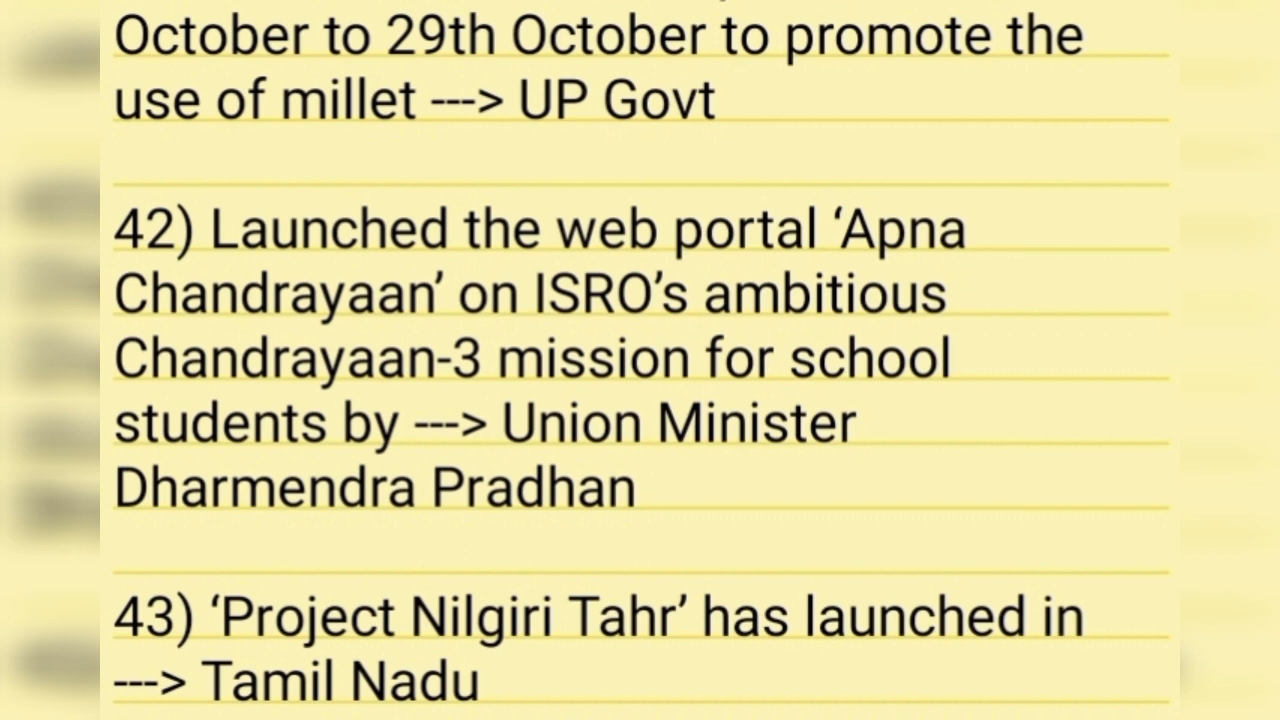 October to 29th October to promote the
use of millet ---> UP Govt
42) Launched the web portal ‘Apna
Chandrayaan’ on ISRO’s ambitious
Chandrayaan-3 mission for school
students by ---> Union Minister
Dharmendra Pradhan
43) ‘Project Nilgiri Tahr’ has launched in
---> Tamil Nadu